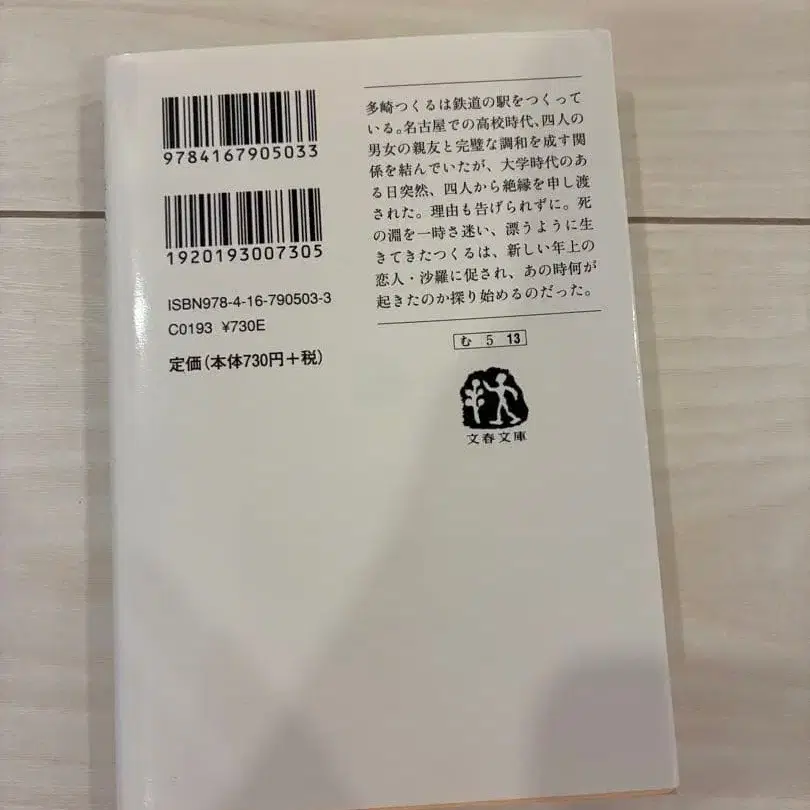 9784167905033
1920193007305
ISBN978-4-16-790503-3
C0193 ¥730E
定価(本体730円+税)
多崎つくるは鉄道の駅をつくって
いる。名古屋での高校時代、四人の
男女の親友と完璧な調和を成す関
係を結んでいたが、大学時代のあ
る日突然、四人から絶縁を申し渡
された。理由も告げられずに。死
の淵を一時さ迷い、漂うように生
きてきたつくるは、新しい年上の
恋人・沙羅に促され、あの時何が
起きたのか探り始めるのだった。
む 5 13
文春文庫